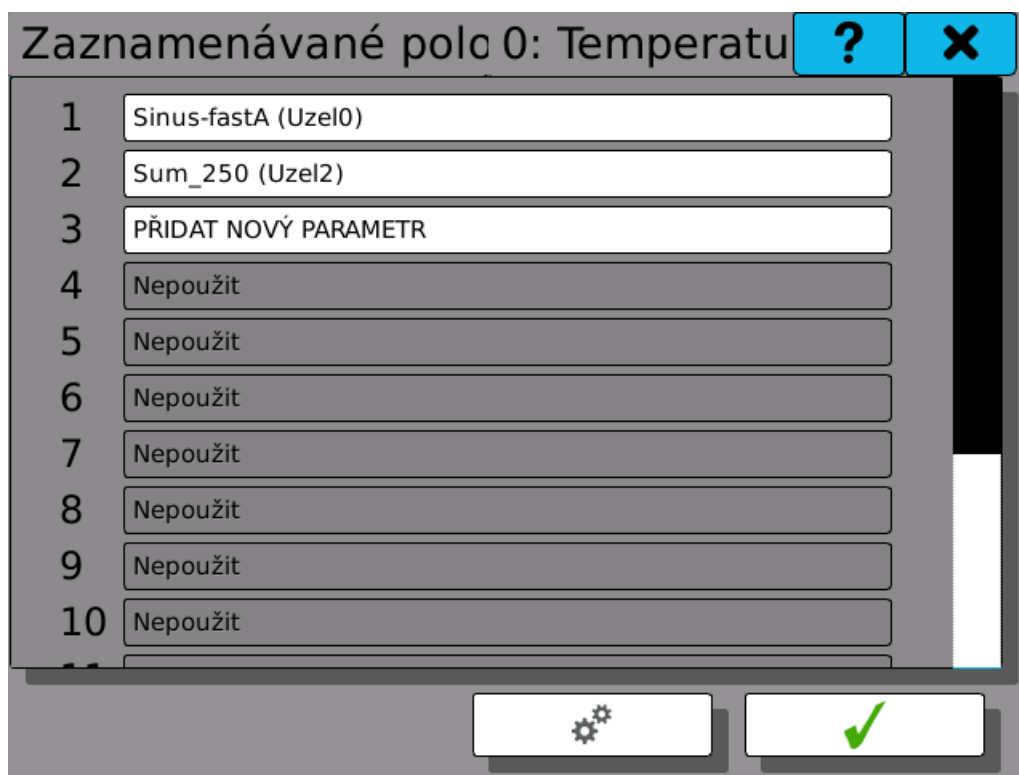 Zaznamenávané polo 0: Temperatu ?
1 Sinus-fastA (Uzel0)
2 Sum_250 (Uzel2)
3 PŘIDAT NOVÝ PARAMETR
4 Nepoužit
5 Nepoužit
6 Nepoužit
7 Nepoužit
8 Nepoužit
9 Nepoužit
10 Nepoužit